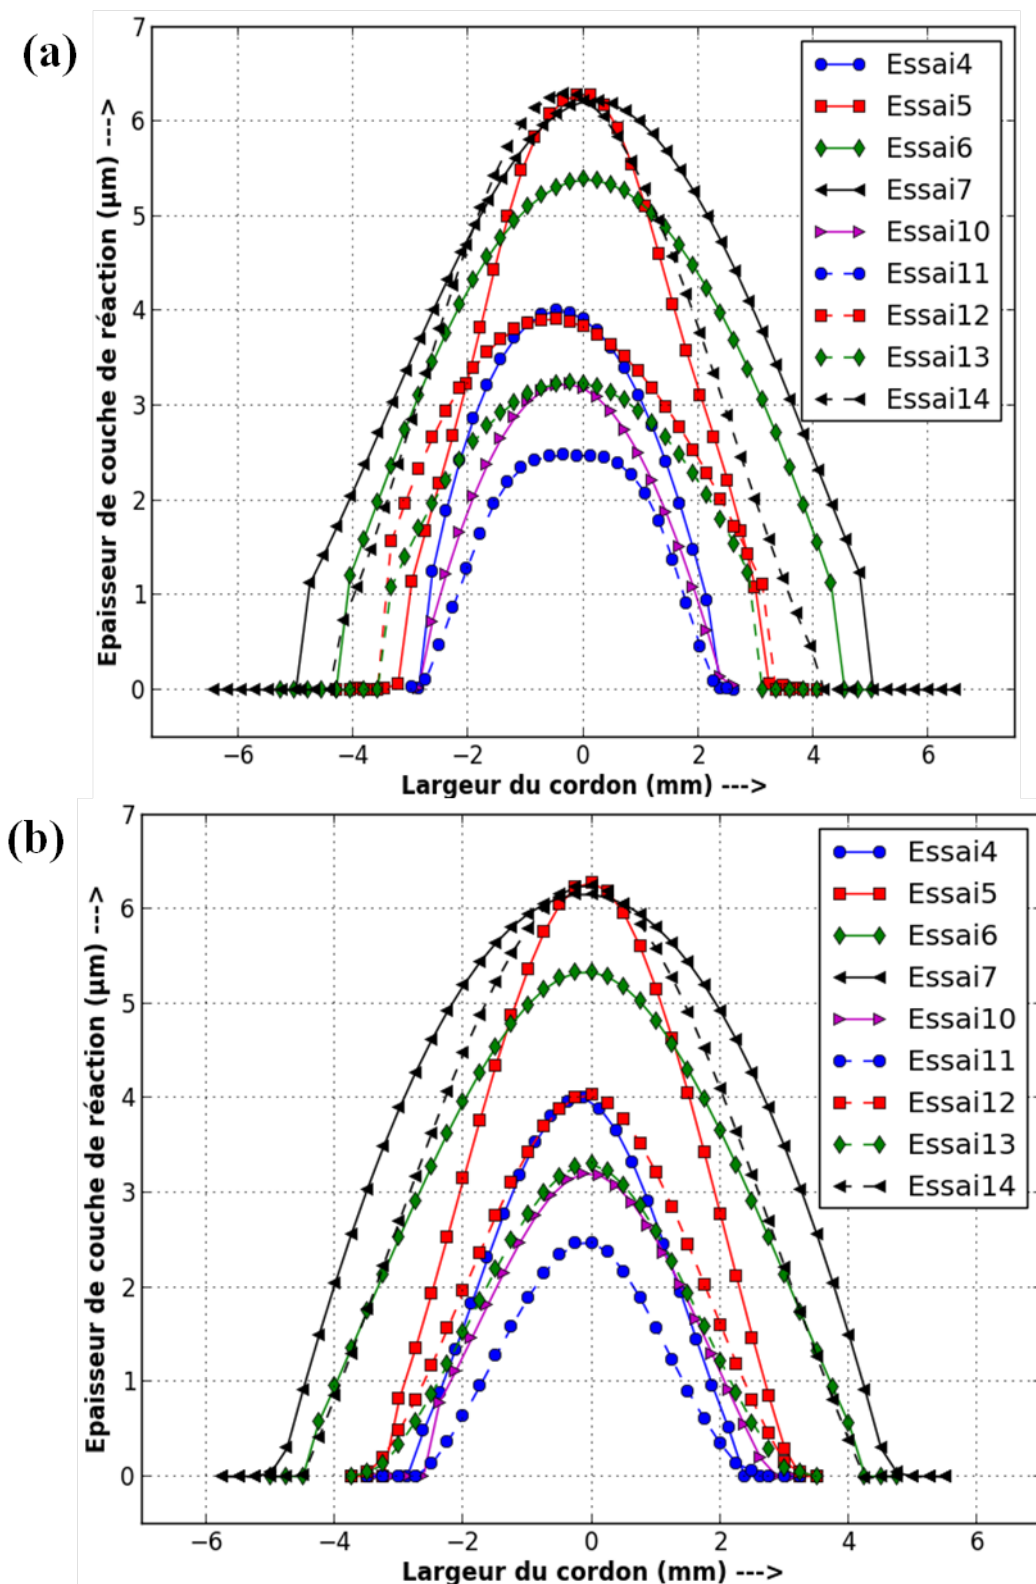 (a)
7
6
5
4
3
2
1
0
Epaisseur de couche de réaction (µm) --->
Essai4
Essai5
Essai6
Essai7
Essai10
Essai11
Essai12
Essai13
Essai14
−6 −4 −2 0 2 4 6
Largeur du cordon (mm) --->
(b)
7
6
5
4
3
2
1
0
Epaisseur de couche de réaction (µm) --->
Essai4
Essai5
Essai6
Essai7
Essai10
Essai11
Essai12
Essai13
Essai14
−6 −4 −2 0 2 4 6
Largeur du cordon (mm) --->